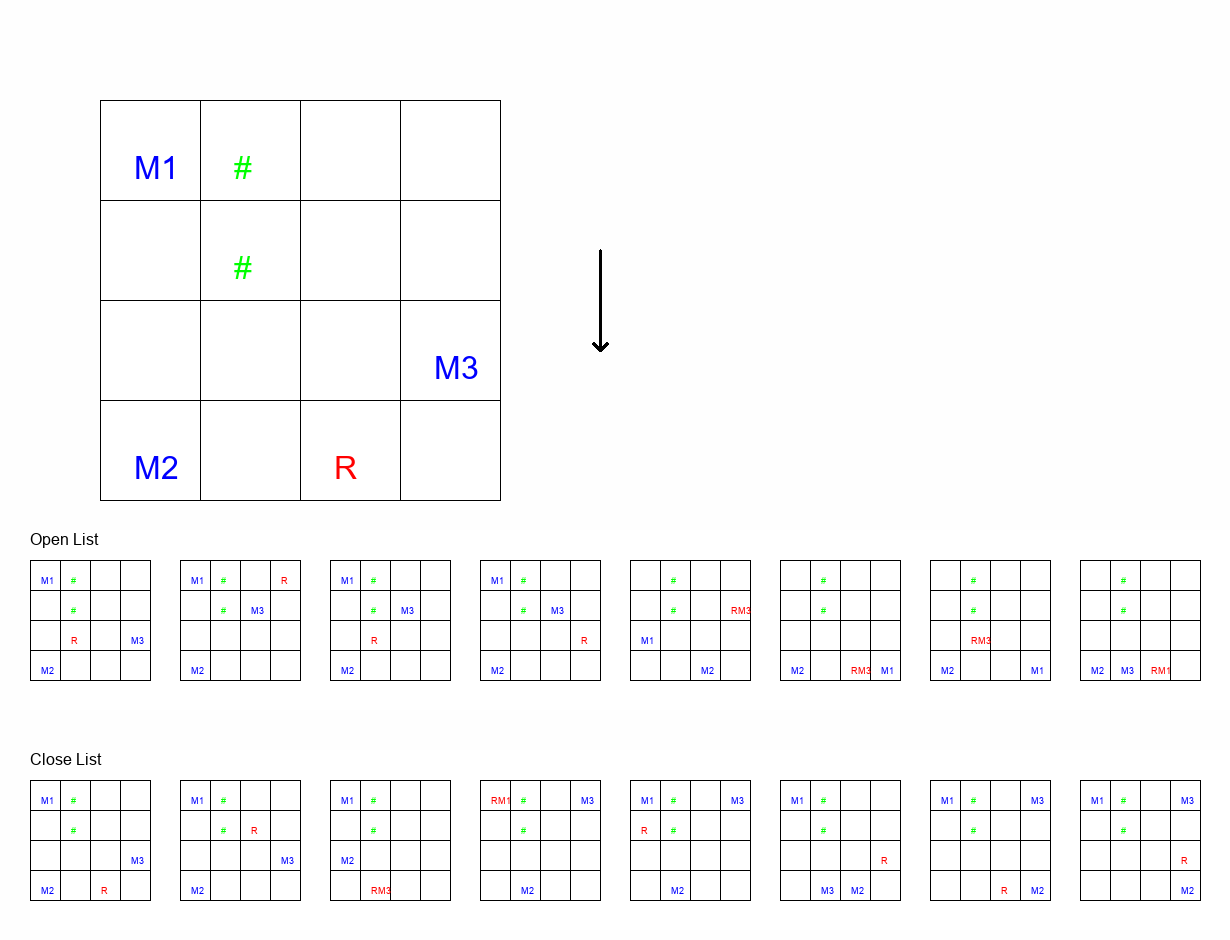 M1 #
#
M3
M2 R
Open List
M1 # M1 # R M1 # M1 # # # # #
# # M3 # M3 # M3 # RM3 # # #
R M3 R R M1 RM3
M2 M2 M2 M2 M2 M2 RM3 M1 M2 M1 M2 M3 RM1
Close List
M1 # M1 # M1 # RM1 # M3 M1 # M3 M1 # M1 # M3 M1 # M3
# # R # # R # # # #
M3 M3 M2 R R
M2 R M2 RM3 M2 M2 M3 M2 R M2 M2